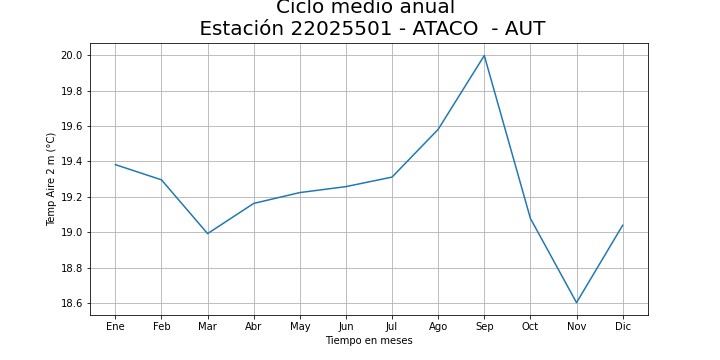 Ciclo medio anual
Estación 22025501 - ATACO  - AUT
Temp Aire 2 m (°C)
20.0
19.8
19.6
19.4
19.2
19.0
18.8
18.6
Ene Feb Mar Abr May Jun Jul Ago Sep Oct Nov Dic
Tiempo en meses